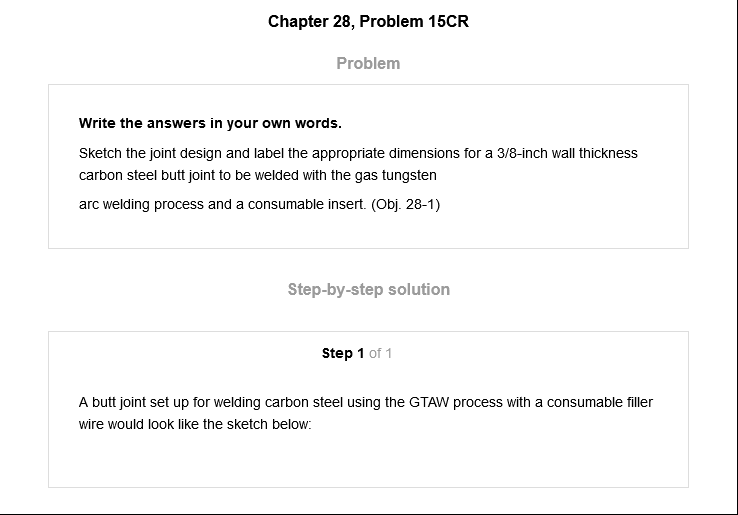 Chapter 28, Problem 15CR
Problem
Write the answers in your own words.
Sketch the joint design and label the appropriate dimensions for a 3/8-inch wall thickness
carbon steel butt joint to be welded with the gas tungsten
arc welding process and a consumable insert. (Obj. 28-1)
Step-by-step solution
Step 1 of 1
A butt joint set up for welding carbon steel using the GTAW process with a consumable filler
wire would look like the sketch below: